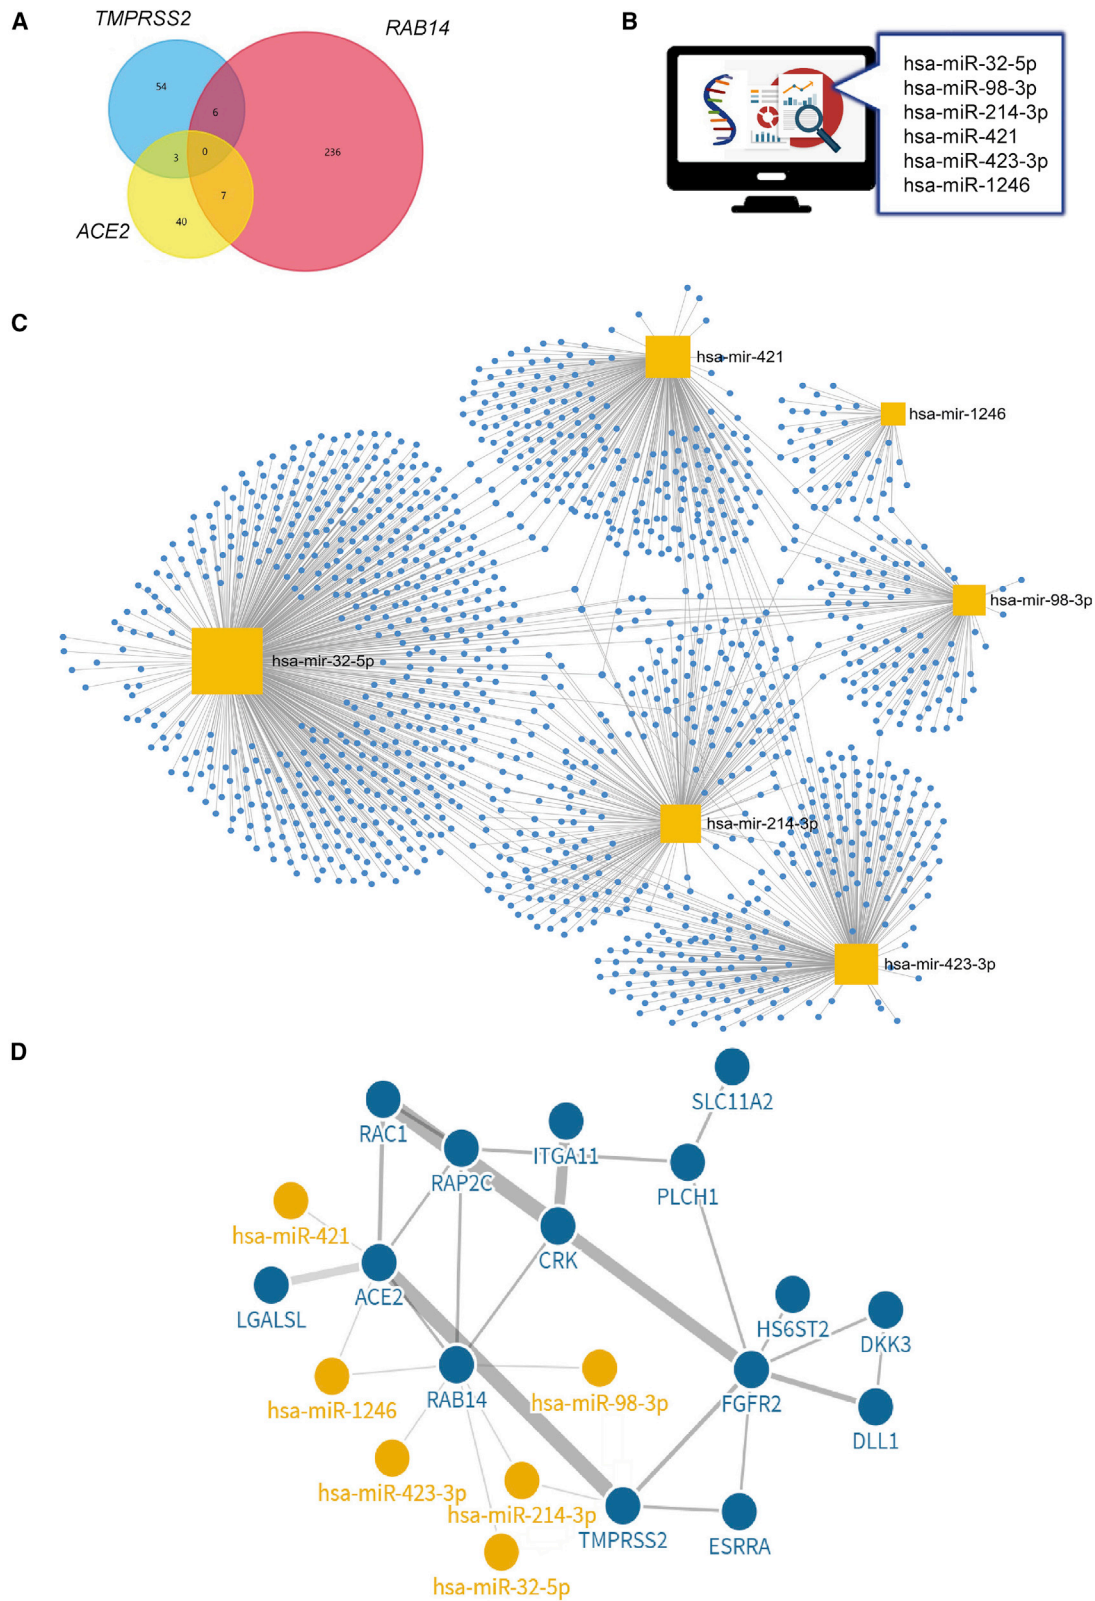 A
TMPRSS2
RAB14
54
6
3
0
236
7
40
ACE2
B
hsa-miR-32-5p
hsa-miR-98-3p
hsa-miR-214-3p
hsa-miR-421
hsa-miR-423-3p
hsa-miR-1246
C
hsa-mir-421
hsa-mir-1246
hsa-mir-98-3p
hsa-mir-32-5p
hsa-mir-214-3p
hsa-mir-423-3p
D
SLC11A2
RAC1
ITGA11
RAP2C
PLCH1
hsa-miR-421
CRK
ACE2
LGALSL
HS6ST2
DKK3
RAB14
hsa-miR-98-3p
FGFR2
hsa-miR-1246
DLL1
hsa-miR-423-3p
hsa-miR-214-3p
TMPRSS2
ESRRA
hsa-miR-32-5p